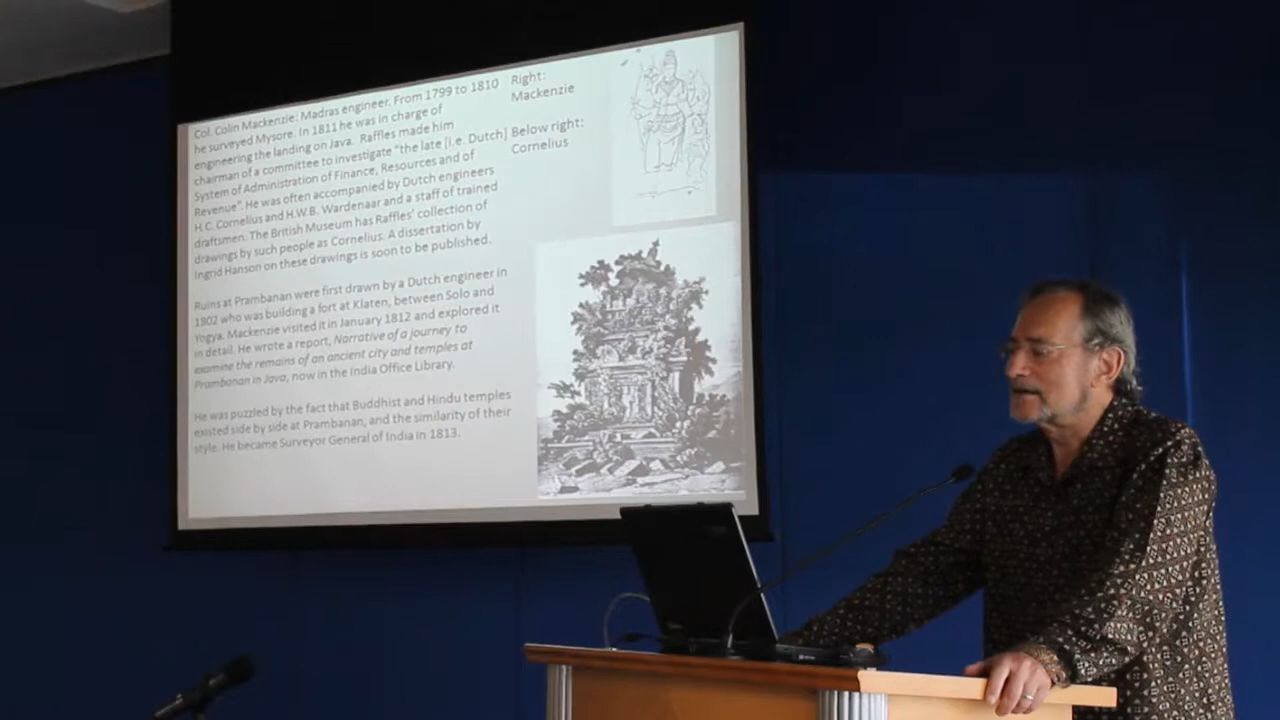 Col. Colin Mackenzie: Madras engineer. From 1799 to 1810
he surveyed Mysore. In 1811 he was in charge of
engineering the landing on Java. Raffles made him
chairman of a committee to investigate "the late [i.e. Dutch]
System of Administration of Finance, Resources and of
Revenue". He was often accompanied by Dutch engineers
H.C. Cornelius and H.W.B. Wardenaar and a staff of trained
draftsmen. The British Museum has Raffles' collection of
drawings by such people as Cornelius. A dissertation by
Ingrid Hanson on these drawings is soon to be published.
Ruins at Prambanan were first drawn by a Dutch engineer in
1802 who was building a fort at Klaten, between Solo and
Yogya. Mackenzie visited it in January 1812 and explored it
in detail. He wrote a report, Narrative of a journey to
examine the remains of an ancient city and temples at
Prambanan in Java, now in the India Office Library.
He was puzzled by the fact that Buddhist and Hindu temples
existed side by side at Prambanan, and the similarity of their
style. He became Surveyor General of India in 1813.
Right:
Mackenzie
Below right:
Cornelius